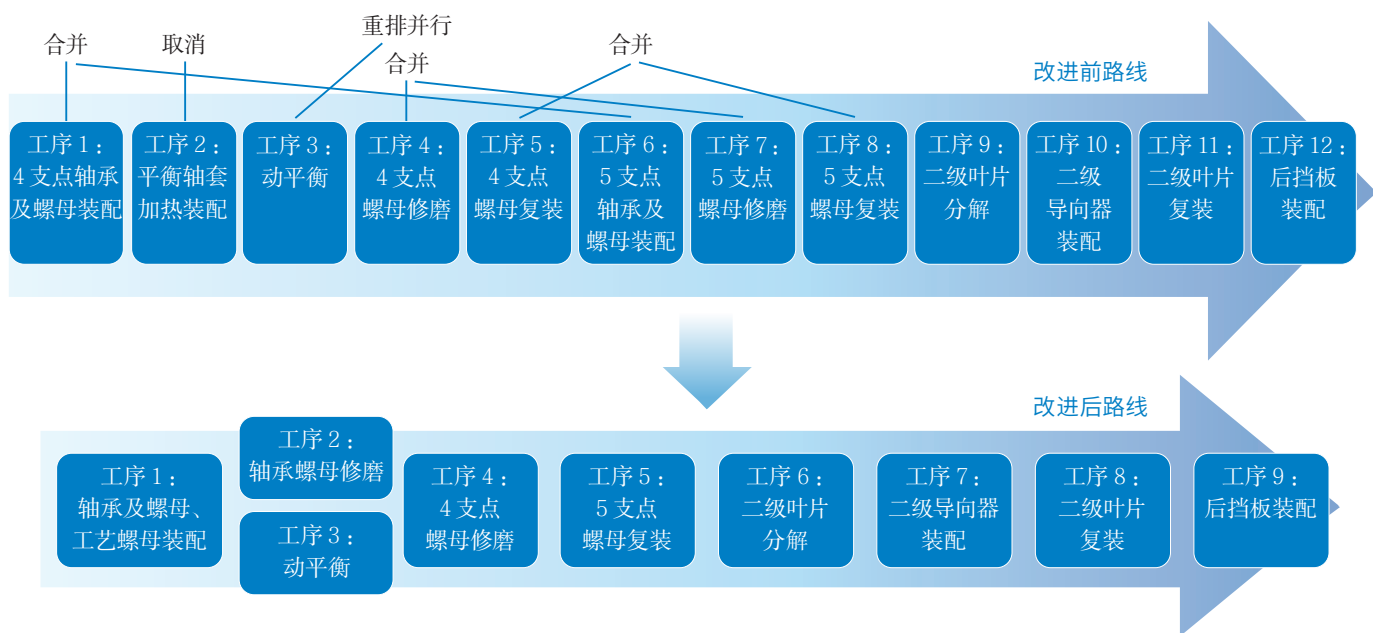 重排并行
合并
取消
合并
合并
改进前路线
工序 1：
4 支点轴承
及螺母装配
工序 2：
平衡轴套
加热装配
工序 3：
动平衡
工序 4：
4 支点
螺母修磨
工序 5：
4 支点
螺母复装
工序 6：
5 支点
轴承及
螺母装配
工序 7：
5 支点
螺母修磨
工序 8：
5 支点
螺母复装
工序 9：
二级叶片
分解
工序 10：
二级
导向器
装配
工序 11：
二级叶片
复装
工序 12：
后挡板
装配
改进后路线
工序 1：
轴承及螺母、
工艺螺母装配
工序 2：
轴承螺母修磨
工序 3：
动平衡
工序 4：
4 支点
螺母修磨
工序 5：
5 支点
螺母复装
工序 6：
二级叶片
分解
工序 7：
二级导向器
装配
工序 8：
二级叶片
复装
工序 9：
后挡板装配